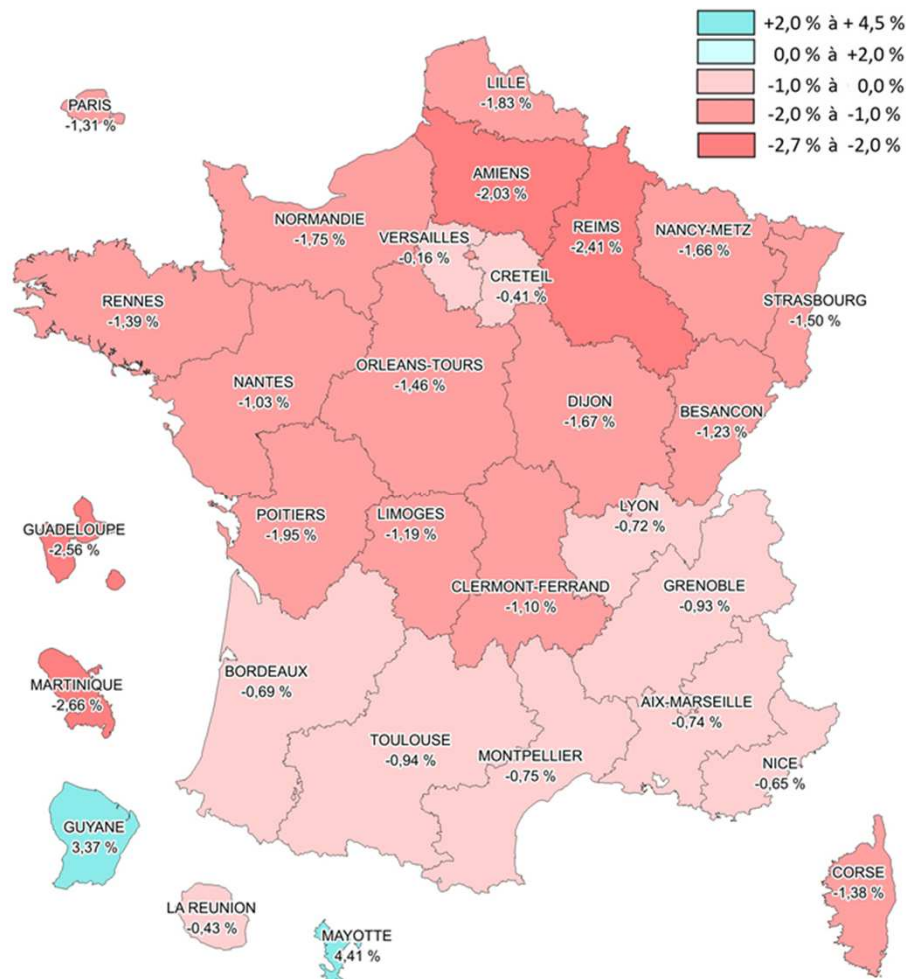 +2,0 % à + 4,5 %
0,0 % à +2,0 %
-1,0 % à 0,0 %
-2,0 % à -1,0 %
-2,7 % à -2,0 %
LILLE
-1,83 %
PARIS
-1,31 %
AMIENS
-2,03 %
NORMANDIE
-1,75 %
VERSAILLES
-0,16 %
REIMS
-2,41 %
NANCY-METZ
-1,66 %
CRETEIL
-0,41 %
RENNES
-1,39 %
STRASBOURG
-1,50 %
ORLEANS-TOURS
-1,46 %
NANTES
-1,03 %
DIJON
-1,67 %
BESANCON
-1,23 %
LYON
-0,72 %
POITIERS
-1,95 %
LIMOGES
-1,19 %
GUADELOUPE
-2,56 %
CLERMONT-FERRAND
-1,10 %
GRENOBLE
-0,93 %
BORDEAUX
-0,69 %
MARTINIQUE
-2,66 %
AIX-MARSEILLE
-0,74 %
TOULOUSE
-0,94 %
MONTPELLIER
-0,75 %
NICE
-0,65 %
GUYANE
3,37 %
CORSE
-1,38 %
LA REUNION
-0,43 %
MAYOTTE
4,41 %